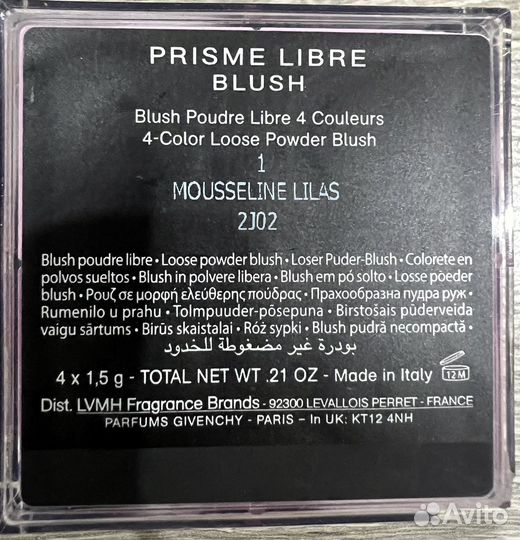 PRISME LIBRE
BLUSH
Blush Poudre Libre 4 Couleurs
4-Color Loose Powder Blush
1
MOUSSELINE LILAS
2J02
Blush poudre libre • Loose powder blush • Loser Puder-Blush • Colorete en
polvos sueltos • Blush in polvere libera • Blush em pó solto • Losse poeder
blush • Ρουζ σε μορφή ελεύθερης πούδρας • Прахообразна пудра руж •
Rumenilo u prahu • Tolmpuuder-põsepuna • Birstošais pūderveida
vaigu sārtums • Birūs skaistalai • Róż sypki • Blush pudră necompactă •
بودرة غير مضغوطة للخدود
4 x 1,5 g - TOTAL NET WT .21 OZ - Made in Italy
12M
Dist. LVMH Fragrance Brands - 92300 LEVALLOIS PERRET - FRANCE
PARFUMS GIVENCHY - PARIS - In UK: KT12 4NH
Avito